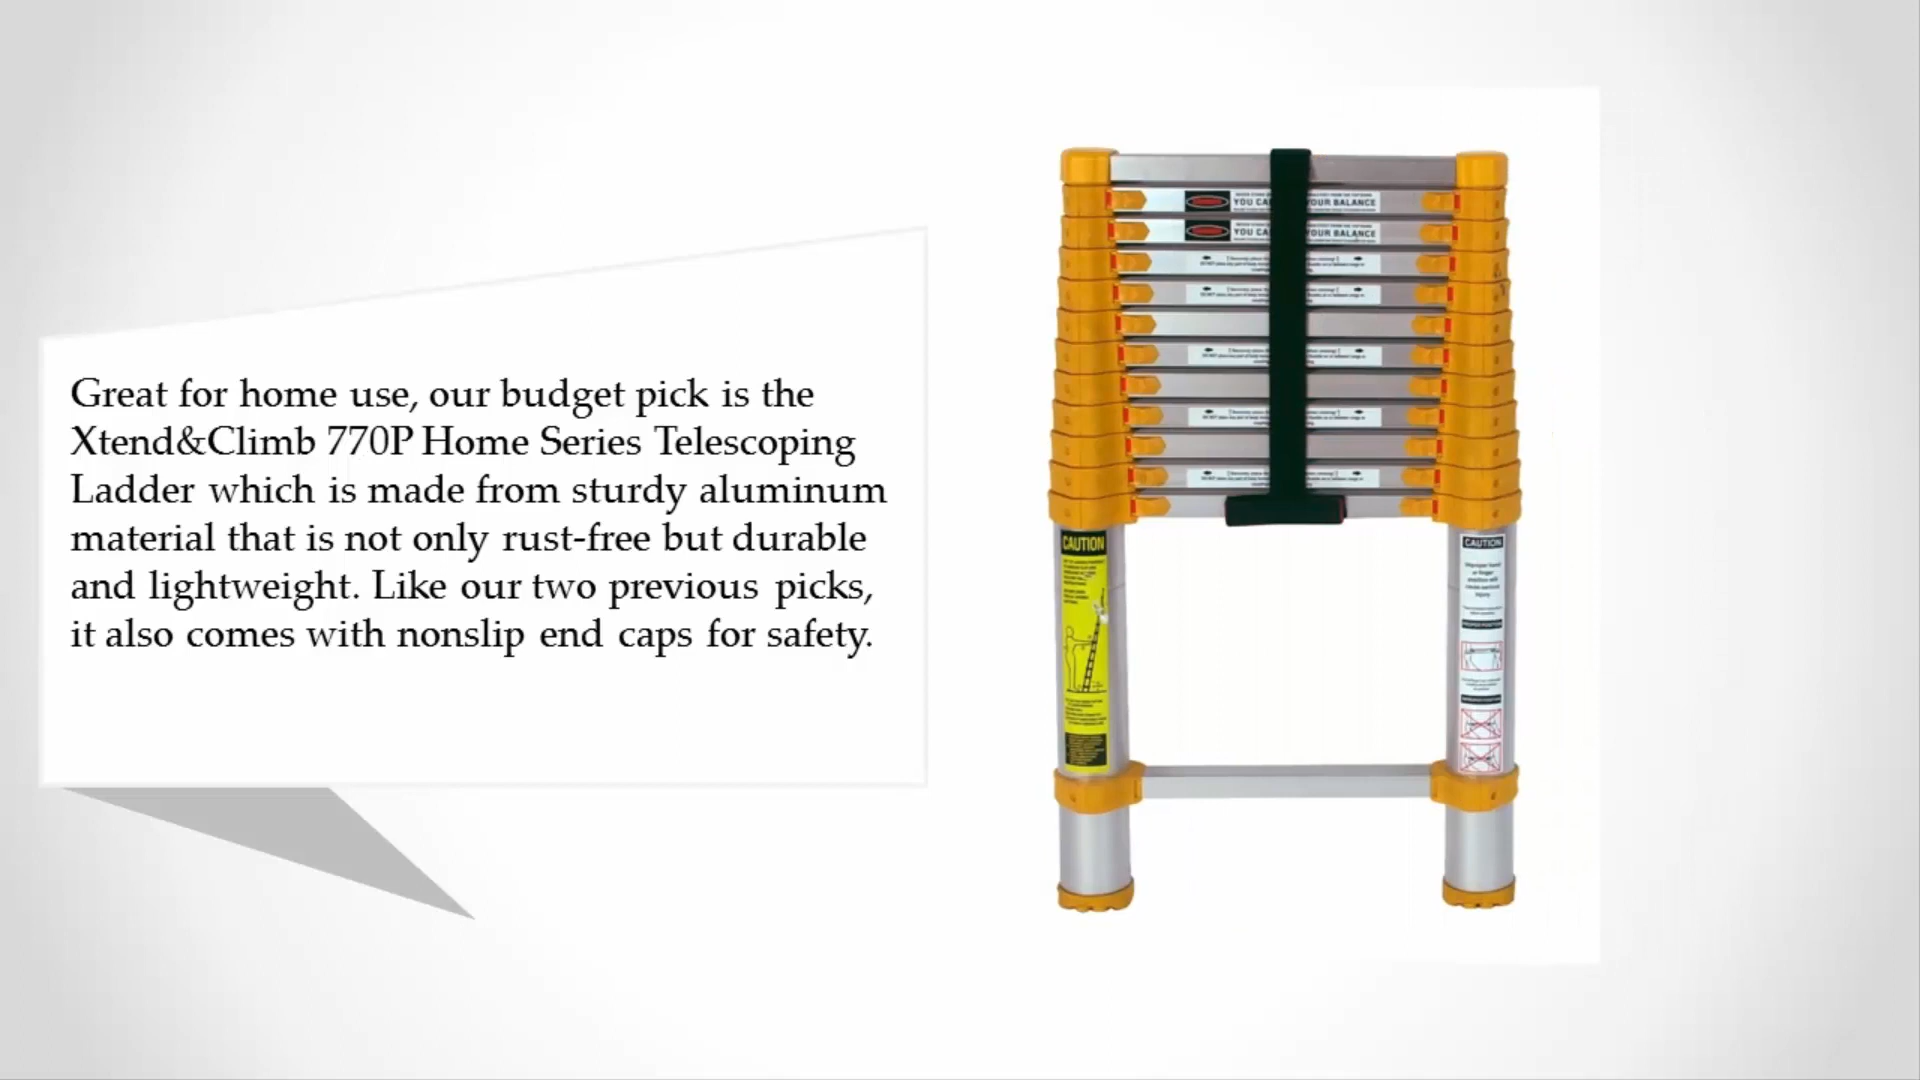 Great for home use, our budget pick is the
Xtend&Climb 770P Home Series Telescoping
Ladder which is made from sturdy aluminum
material that is not only rust-free but durable
and lightweight. Like our two previous picks,
it also comes with nonslip end caps for safety.
YOU CA
YOUR BALANCE
YOU CA
YOUR BALANCE
CAUTION
CAUTION